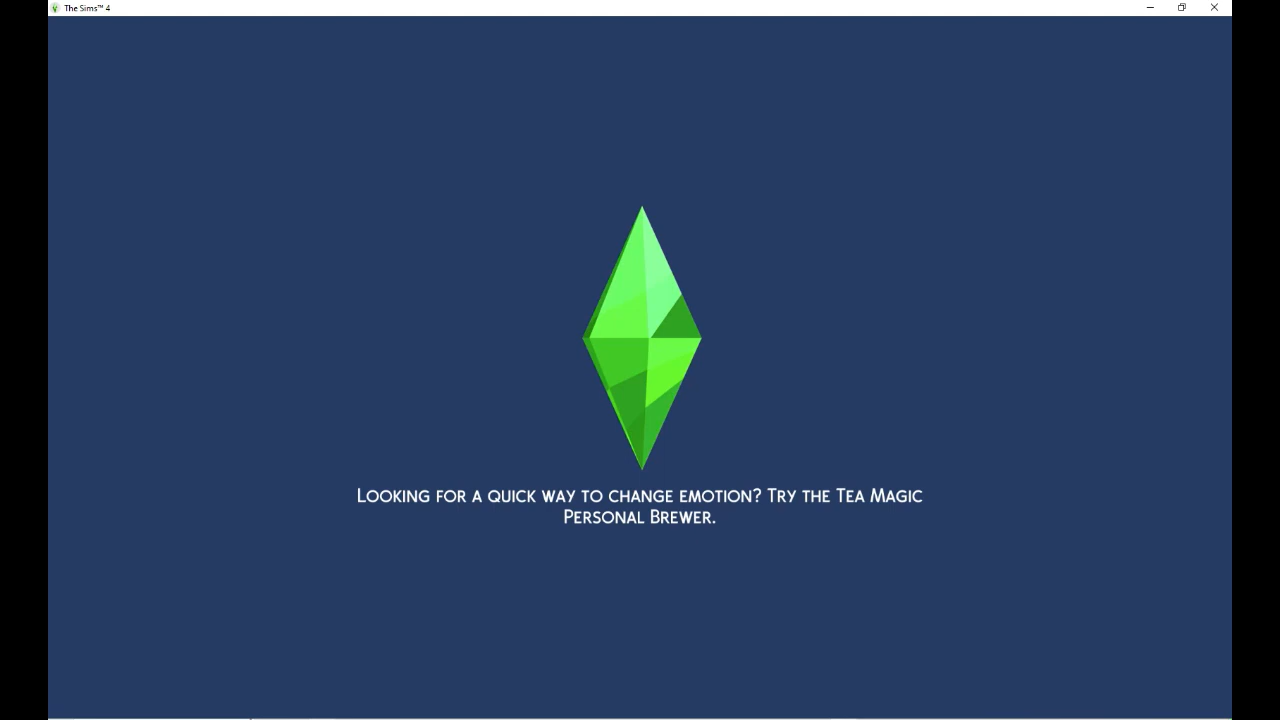 The Sims™ 4
Looking for a quick way to change emotion? Try the Tea Magic
Personal Brewer.